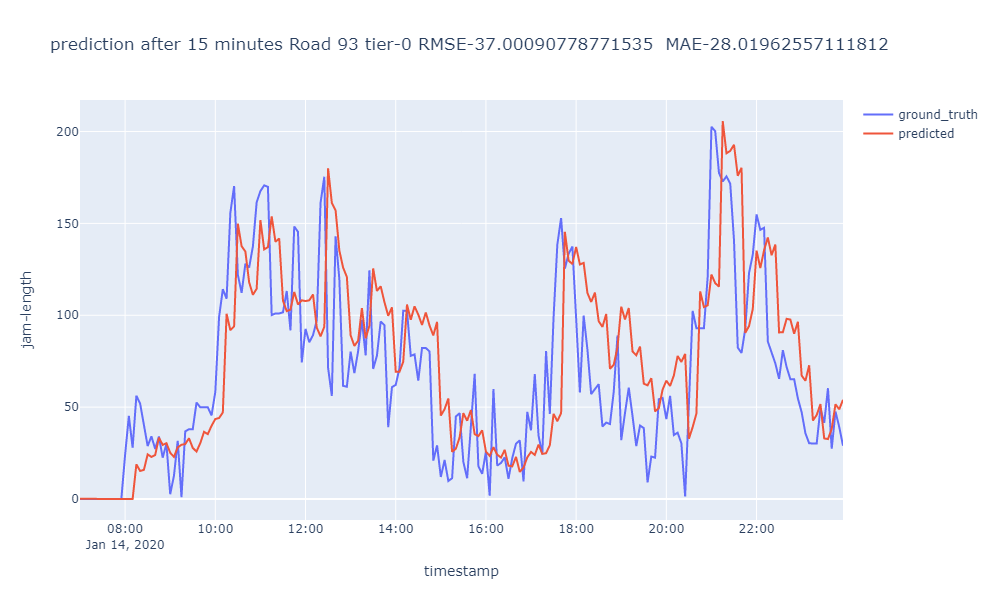 prediction after 15 minutes Road 93 tier-0 RMSE-37.00090778771535  MAE-28.01962557111812
ground_truth
predicted
200
150
100
50
0
jam-length
08:00 10:00 12:00 14:00 16:00 18:00 20:00 22:00
Jan 14, 2020
timestamp